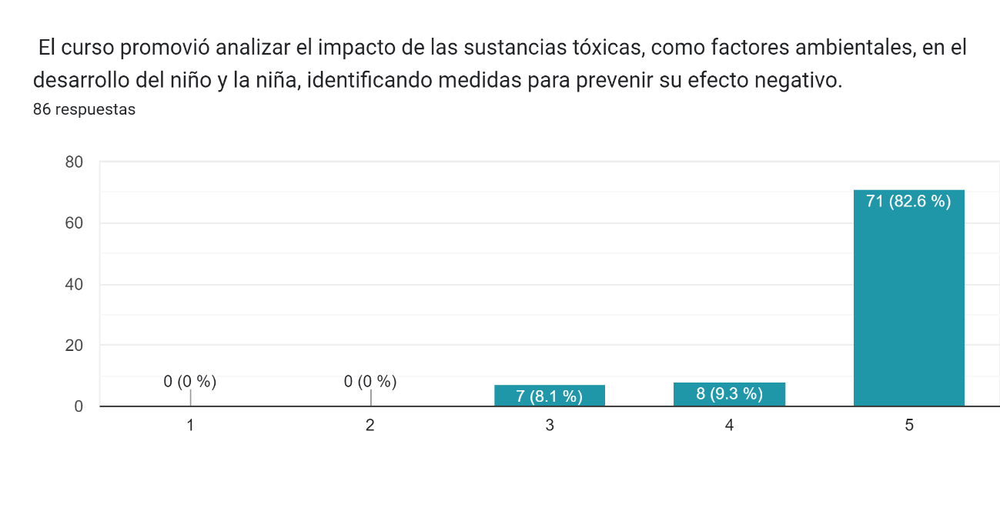 El curso promovió analizar el impacto de las sustancias tóxicas, como factores ambientales, en el
desarrollo del niño y la niña, identificando medidas para prevenir su efecto negativo.
86 respuestas
80
60
40
20
0
0 (0 %)
0 (0 %)
7 (8.1 %)
8 (9.3 %)
71 (82.6 %)
1
2
3
4
5